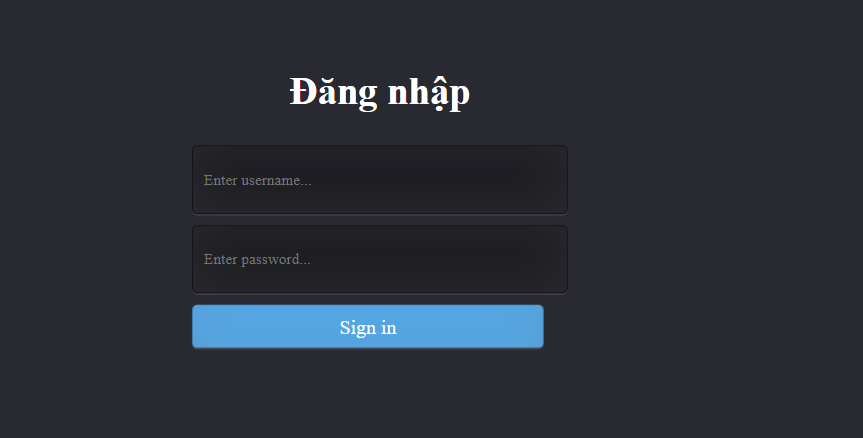 Đăng nhập
Enter username...
Enter password...
Sign in